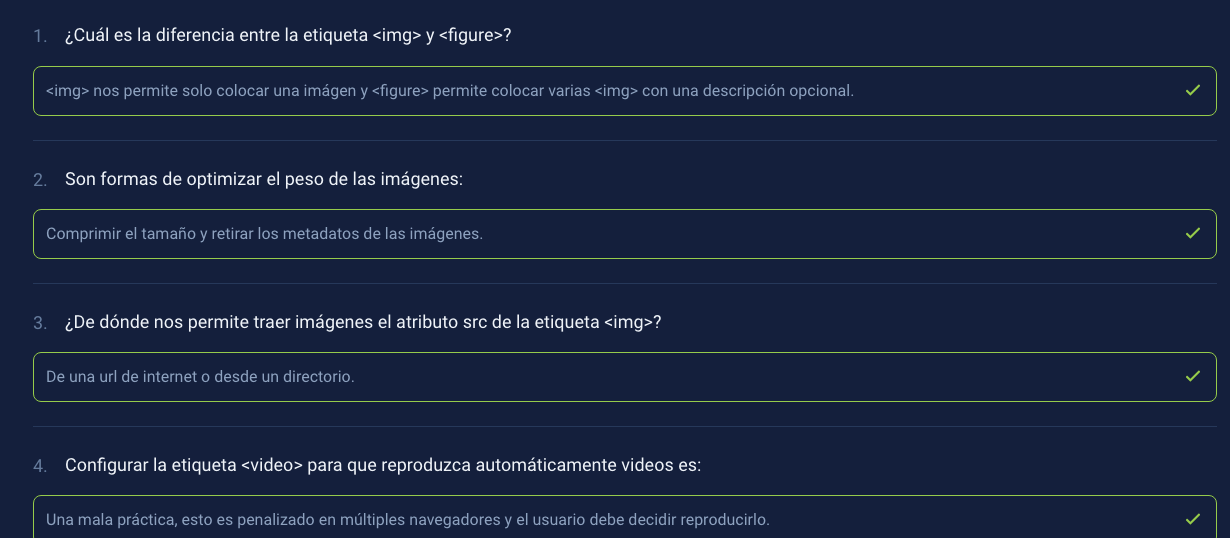 1. ¿Cuál es la diferencia entre la etiqueta <img> y <figure>?
<img> nos permite solo colocar una imágen y <figure> permite colocar varias <img> con una descripción opcional.
2. Son formas de optimizar el peso de las imágenes:
Comprimir el tamaño y retirar los metadatos de las imágenes.
3. ¿De dónde nos permite traer imágenes el atributo src de la etiqueta <img>?
De una url de internet o desde un directorio.
4. Configurar la etiqueta <video> para que reproduzca automáticamente videos es:
Una mala práctica, esto es penalizado en múltiples navegadores y el usuario debe decidir reproducirlo.